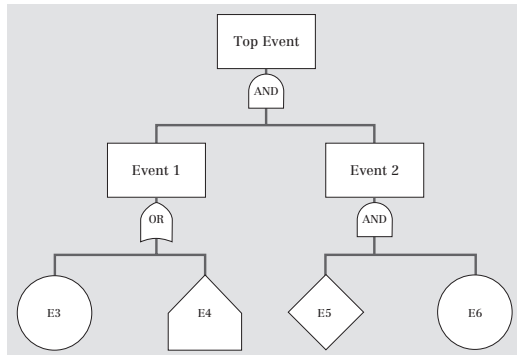 Top Event
AND
Event 1
Event 2
OR
AND
E3
E4
E5
E6